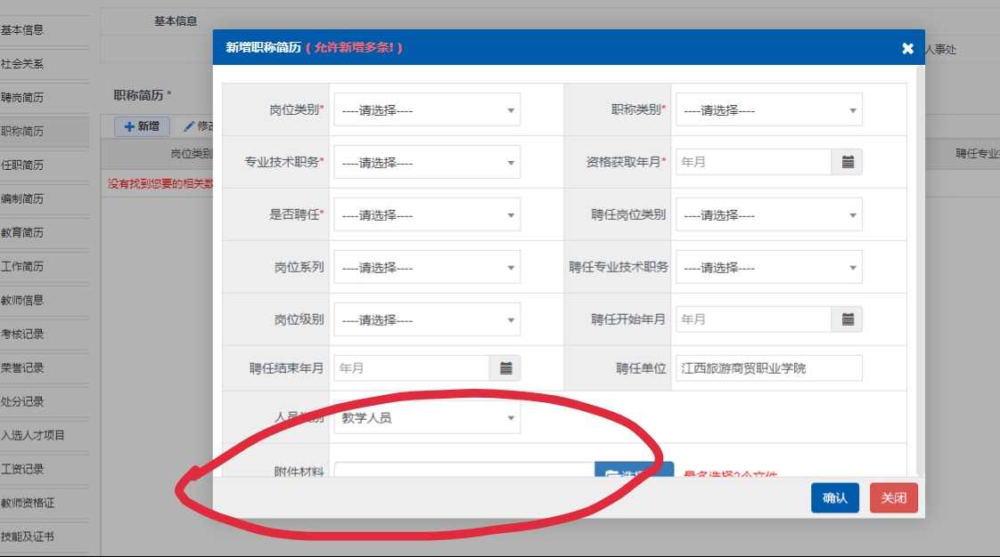 基本信息
社会关系
聘岗简历
职称简历
任职简历
编制简历
教育简历
工作简历
教师信息
考核记录
荣誉记录
处分记录
入选人才项目
工资记录
教师资格证
技能及证书
基本信息
人事处
职称简历 *
新增 修改
岗位类别 聘任专业
没有找到您要的相关数
新增职称简历 ( 允许新增多条! )
岗位类别* ----请选择---- 职称类别* ----请选择----
专业技术职务* ----请选择---- 资格获取年月* 年月
是否聘任* ----请选择---- 聘任岗位类别 ----请选择----
岗位系列 ----请选择---- 聘任专业技术职务 ----请选择----
岗位级别 ----请选择---- 聘任开始年月 年月
聘任结束年月 年月 聘任单位 江西旅游商贸职业学院
人员类别 教学人员
附件材料 选择 最多选择2个文件
确认 关闭